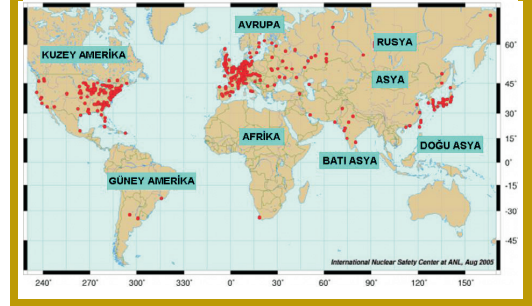 AVRUPA
RUSYA
KUZEY AMERİKA
ASYA
AFRİKA
DOĞU ASYA
BATI ASYA
GÜNEY AMERİKA
International Nuclear Safety Center at ANL, Aug 2005
60°
45°
30°
15°
0°
-15
-30
-45
240° 270° 300° 330° 0° 30° 60° 90° 120° 150°